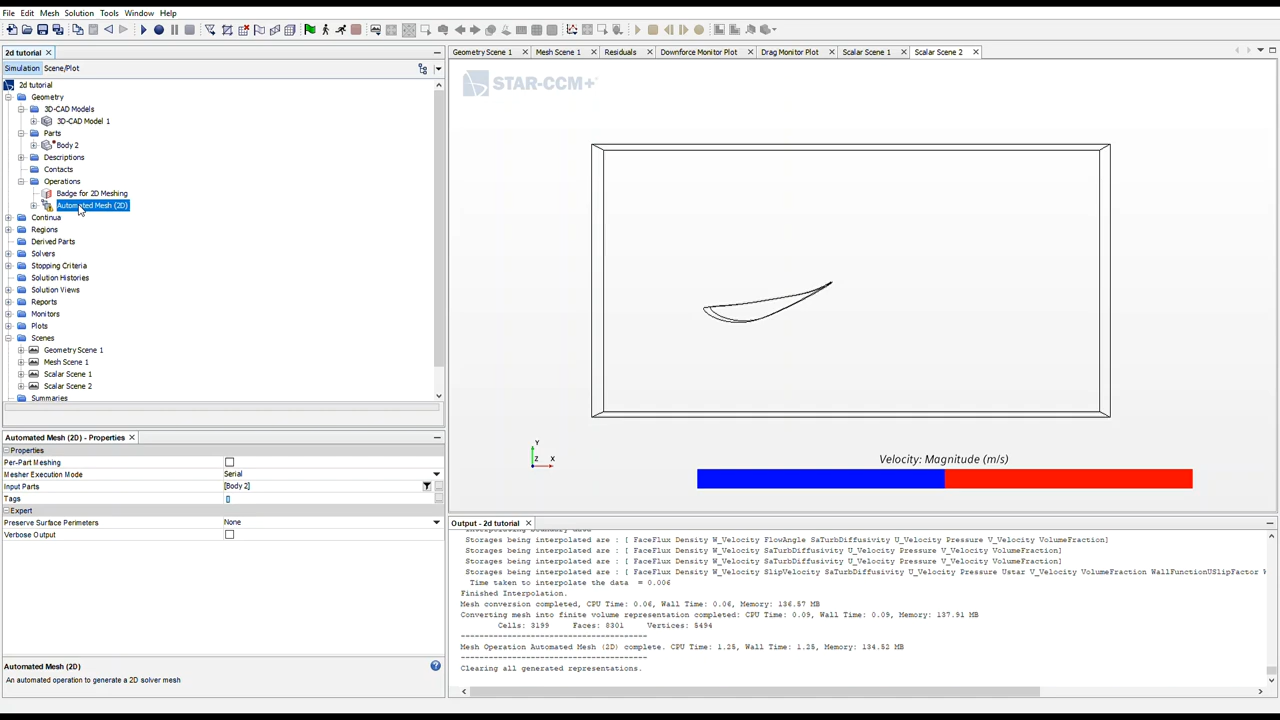 File Edit Mesh Solution Tools Window Help
2d tutorial
Simulation Scene/Plot
2d tutorial
Geometry
3D-CAD Models
3D-CAD Model 1
Parts
Body 2
Descriptions
Contacts
Operations
Badge for 2D Meshing
Automated Mesh (2D)
Continua
Regions
Derived Parts
Solvers
Stopping Criteria
Solution Histories
Solution Views
Reports
Monitors
Plots
Scenes
Geometry Scene 1
Mesh Scene 1
Scalar Scene 1
Scalar Scene 2
Summaries
Automated Mesh (2D) - Properties
Properties
Per-Part Meshing
Mesher Execution Mode Serial
Input Parts [Body 2]
Tags []
Expert
Preserve Surface Perimeters None
Verbose Output
Automated Mesh (2D)
An automated operation to generate a 2D solver mesh
Geometry Scene 1 Mesh Scene 1 Residuals Downforce Monitor Plot Drag Monitor Plot Scalar Scene 1 Scalar Scene 2
STAR-CCM+
Y
Z X
Velocity: Magnitude (m/s)
Output - 2d tutorial
Storages being interpolated are : [ FaceFlux Density W_Velocity FlowAngle SaTurbDiffusivity U_Velocity Pressure V_Velocity VolumeFraction]
Storages being interpolated are : [ FaceFlux Density W_Velocity SaTurbDiffusivity U_Velocity Pressure V_Velocity VolumeFraction]
Storages being interpolated are : [ FaceFlux Density W_Velocity SaTurbDiffusivity U_Velocity Pressure V_Velocity VolumeFraction]
Storages being interpolated are : [ FaceFlux Density W_Velocity SlipVelocity SaTurbDiffusivity U_Velocity Pressure Ustar V_Velocity VolumeFraction WallFunctionUSlipFactor W
Time taken to interpolate the data = 0.006
Finished Interpolation.
Mesh conversion completed, CPU Time: 0.06, Wall Time: 0.06, Memory: 136.57 MB
Converting mesh into finite volume representation completed: CPU Time: 0.09, Wall Time: 0.09, Memory: 137.91 MB
Cells: 3199 Faces: 8301 Vertices: 5494
----------------------------------------
Mesh Operation Automated Mesh (2D) complete. CPU Time: 1.25, Wall Time: 1.25, Memory: 134.52 MB
----------------------------------------
Clearing all generated representations.